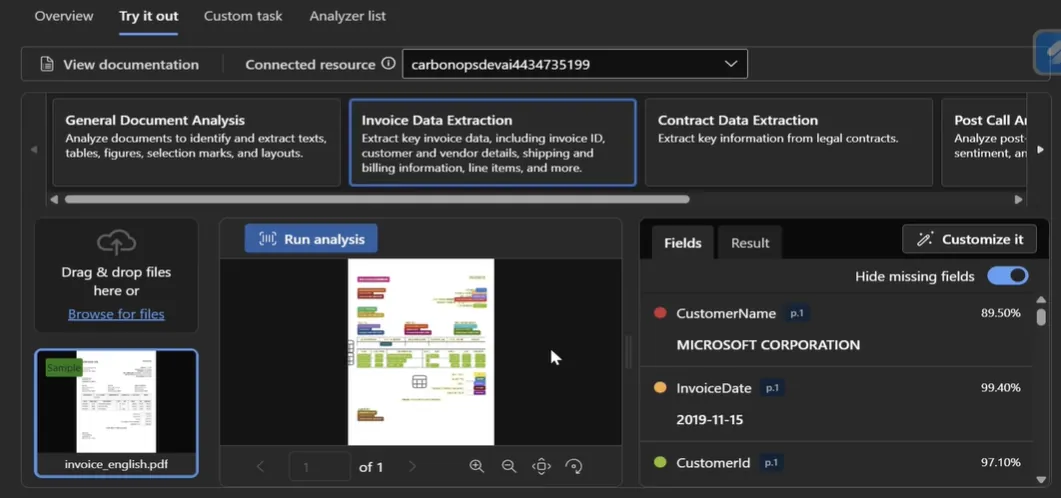 Overview Try it out Custom task Analyzer list
View documentation Connected resource carbonopsdevai4434735199
General Document Analysis
Analyze documents to identify and extract texts,
tables, figures, selection marks, and layouts.
Invoice Data Extraction
Extract key invoice data, including invoice ID,
customer and vendor details, shipping and
billing information, line items, and more.
Contract Data Extraction
Extract key information from legal contracts.
Post Call
Analyze post-
sentiment,
Drag & drop files
here or
Browse for files
Sample
invoice_english.pdf
Run analysis
1 of 1
Fields Result Customize it
Hide missing fields
CustomerName p.1 89.50%
MICROSOFT CORPORATION
InvoiceDate p.1 99.40%
2019-11-15
CustomerId p.1 97.10%